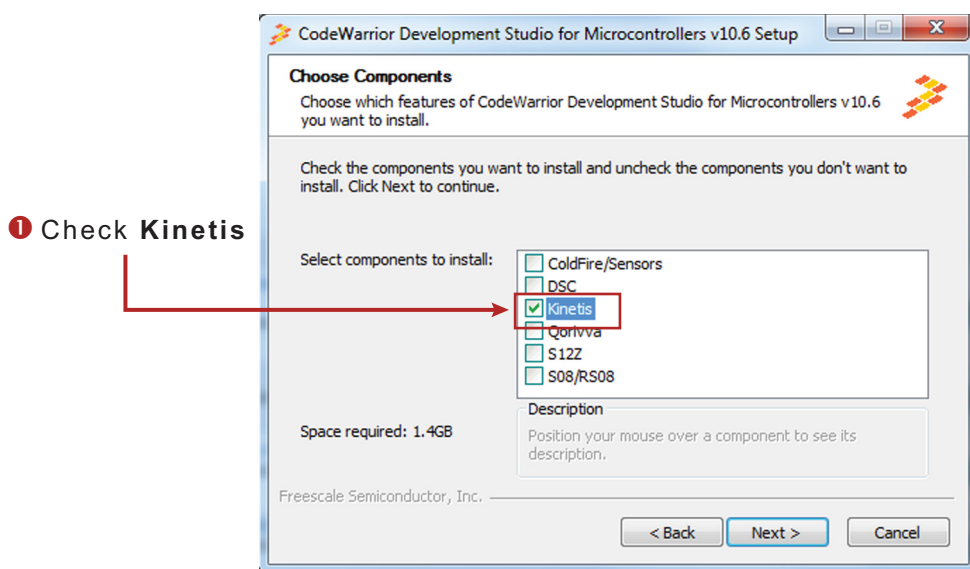 CodeWarrior Development Studio for Microcontrollers v10.6 Setup
Choose Components
Choose which features of CodeWarrior Development Studio for Microcontrollers v10.6
you want to install.
Check the components you want to install and uncheck the components you don't want to
install. Click Next to continue.
❶ Check Kinetis
Select components to install:
ColdFire/Sensors
DSC
Kinetis
Qorivva
S12Z
S08/RS08
Space required: 1.4GB
Description
Position your mouse over a component to see its
description.
Freescale Semiconductor, Inc.
< Back Next > Cancel